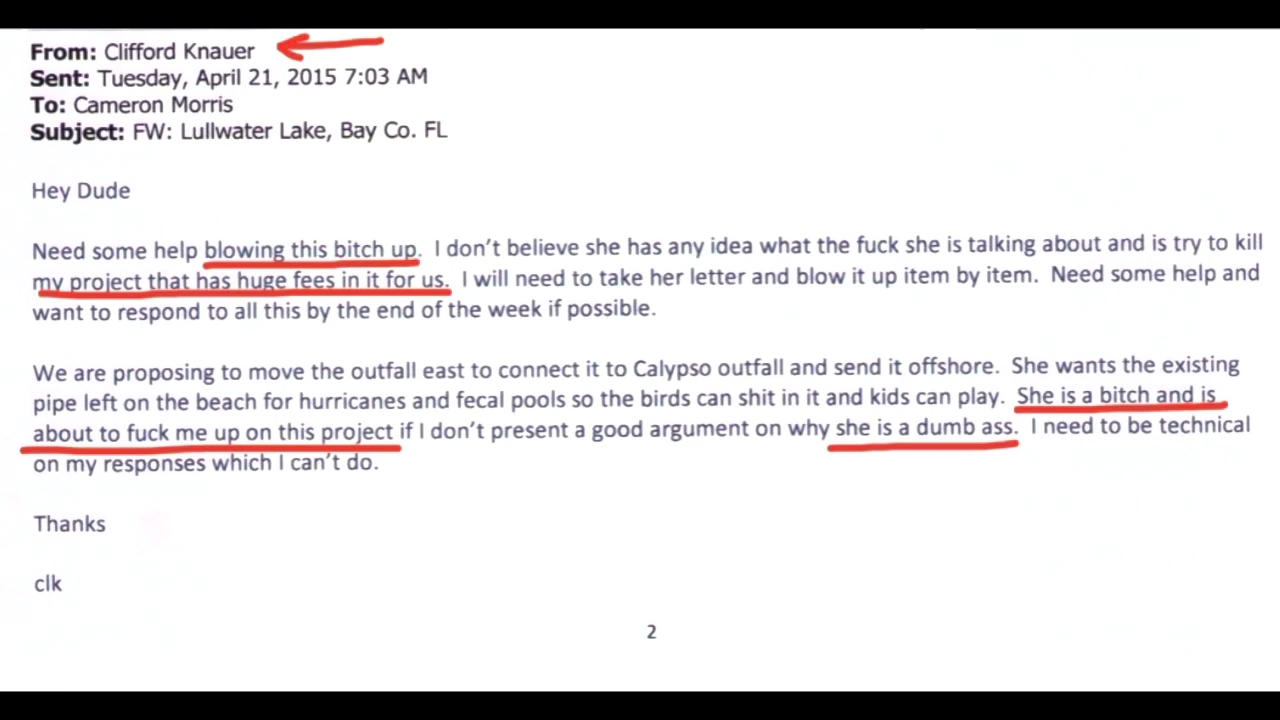 From: Clifford Knauer
Sent: Tuesday, April 21, 2015 7:03 AM
To: Cameron Morris
Subject: FW: Lullwater Lake, Bay Co. FL
Hey Dude
Need some help blowing this bitch up. I don't believe she has any idea what the fuck she is talking about and is try to kill
my project that has huge fees in it for us. I will need to take her letter and blow it up item by item. Need some help and
want to respond to all this by the end of the week if possible.
We are proposing to move the outfall east to connect it to Calypso outfall and send it offshore. She wants the existing
pipe left on the beach for hurricanes and fecal pools so the birds can shit in it and kids can play. She is a bitch and is
about to fuck me up on this project if I don't present a good argument on why she is a dumb ass. I need to be technical
on my responses which I can't do.
Thanks
clk
2